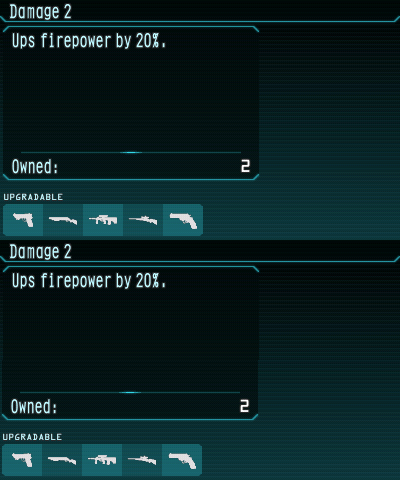 Damage 2
Ups firepower by 20%.
Owned: 2
UPGRADABLE
Damage 2
Ups firepower by 20%.
Owned: 2
UPGRADABLE